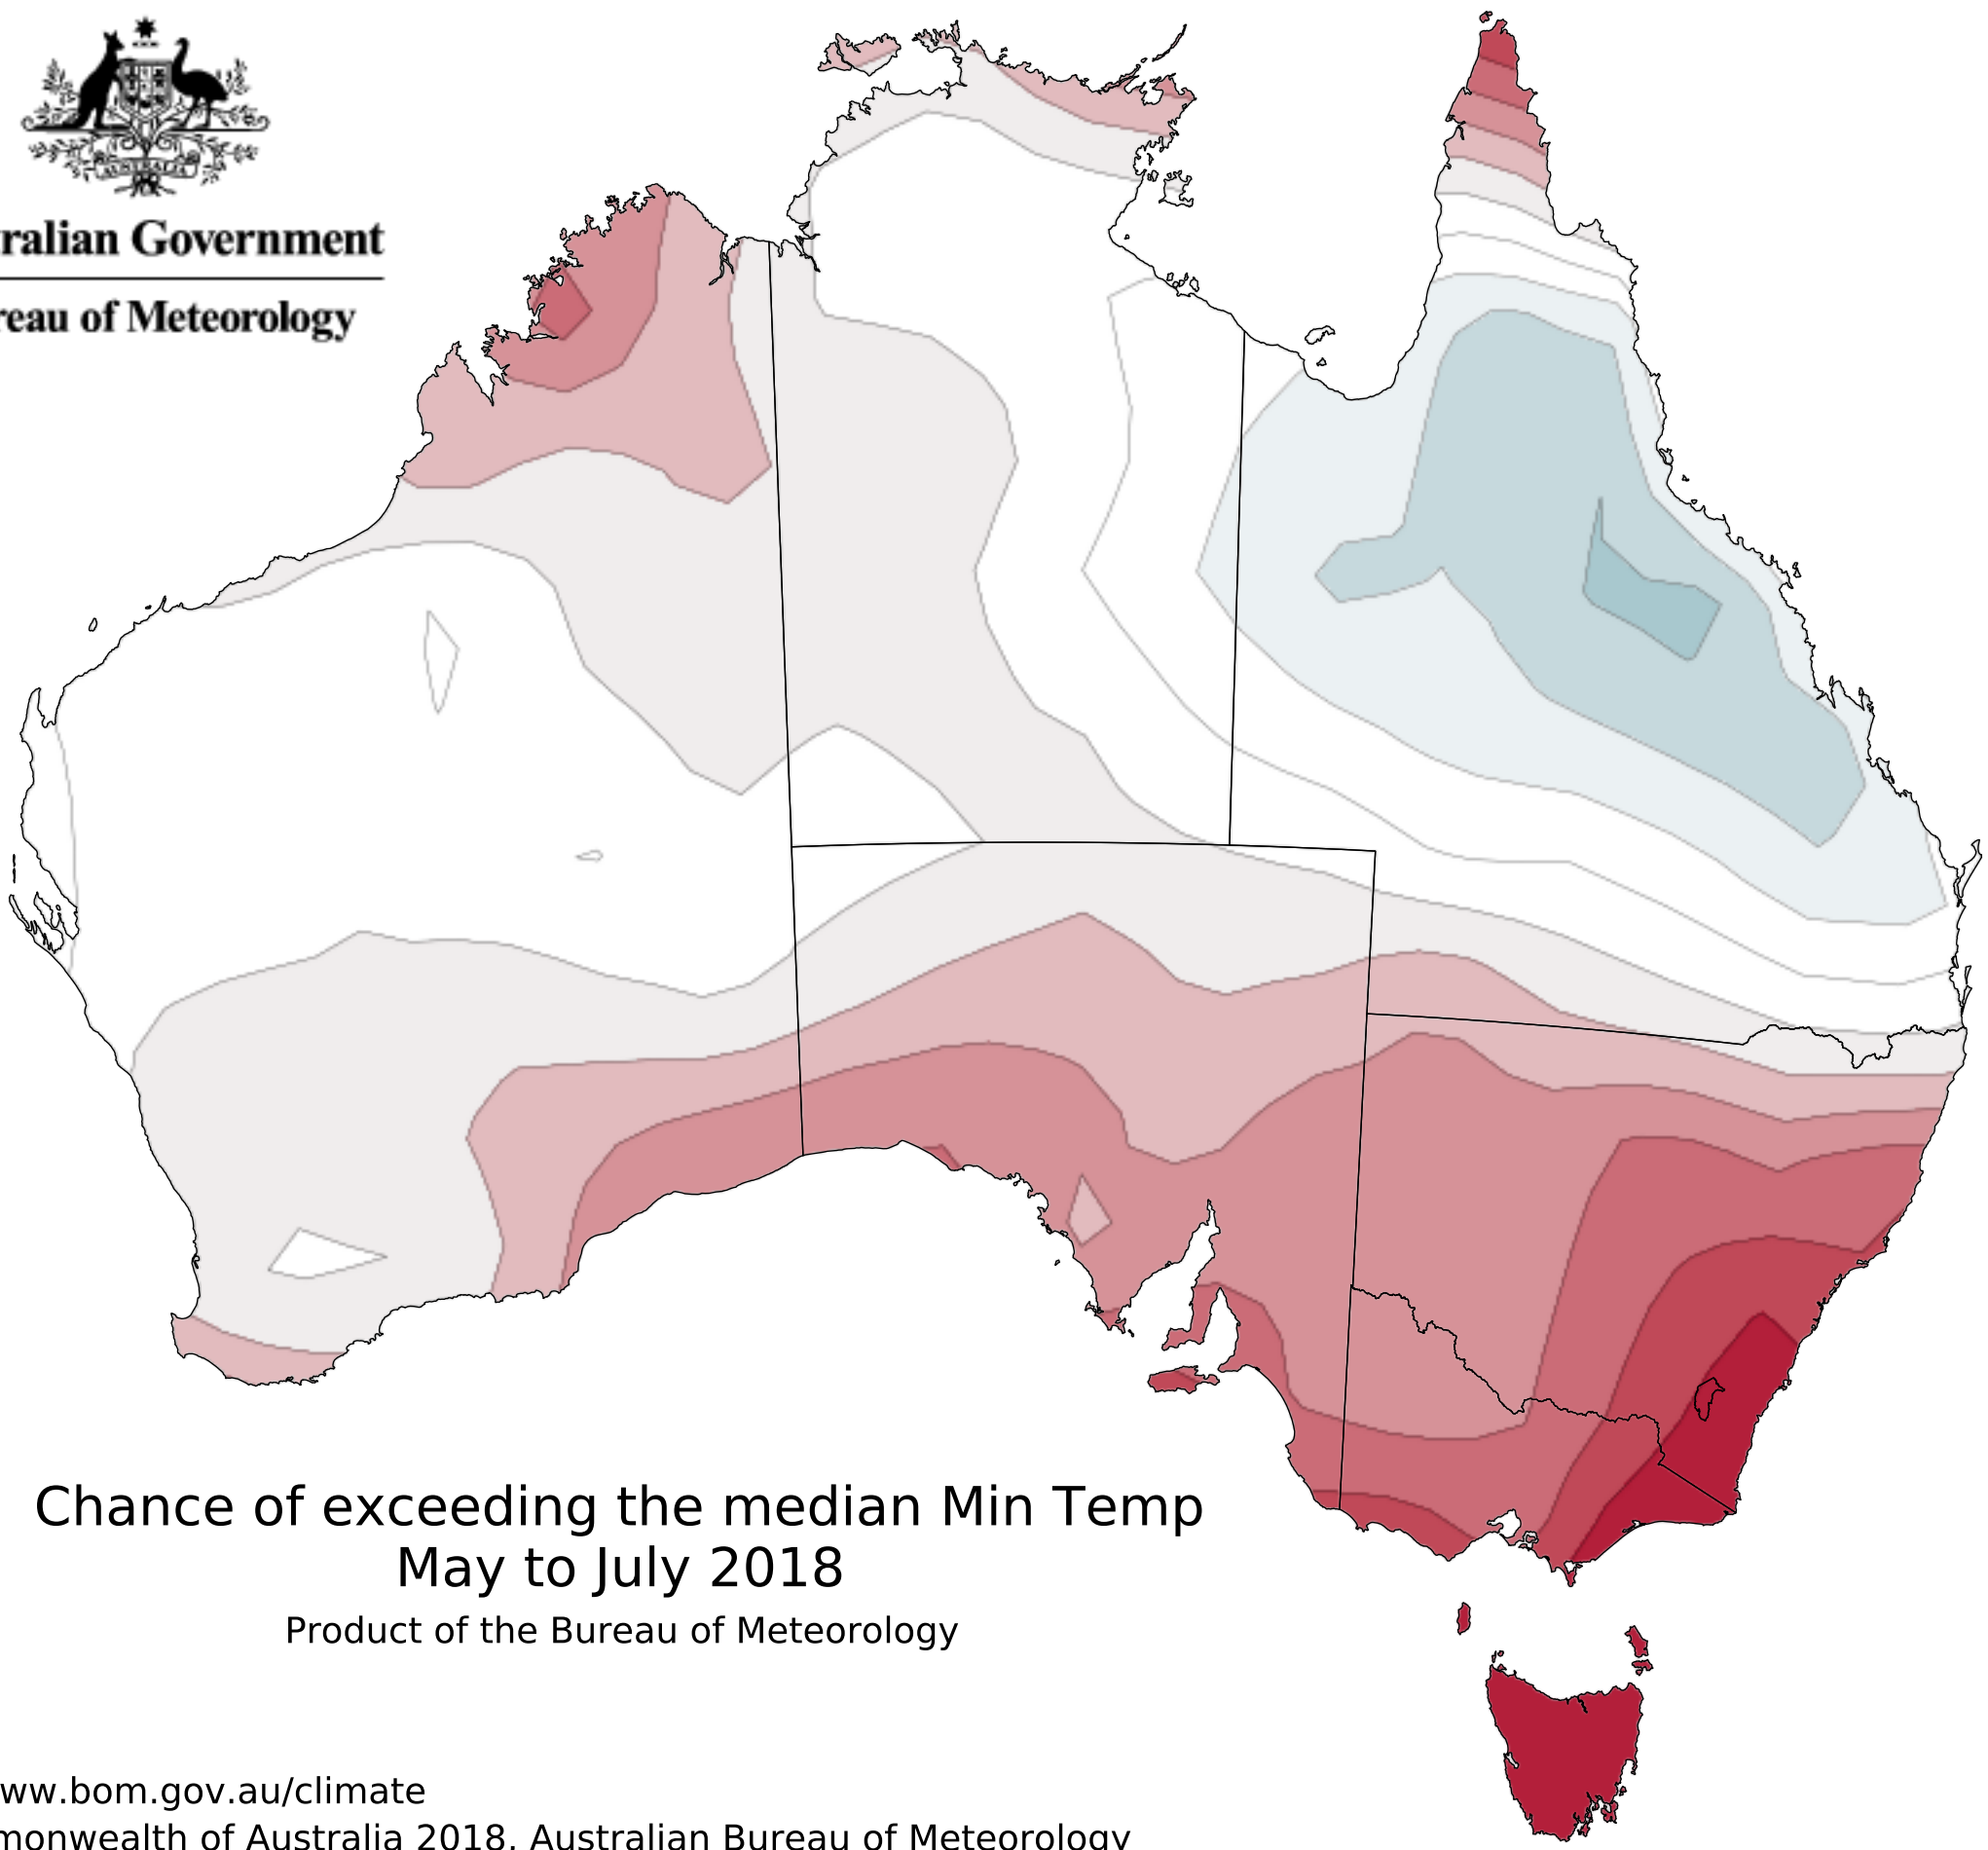 AUSTRALIA
ralian Government
reau of Meteorology
Chance of exceeding the median Min Temp
May to July 2018
Product of the Bureau of Meteorology
ww.bom.gov.au/climate
monwealth of Australia 2018, Australian Bureau of Meteorology